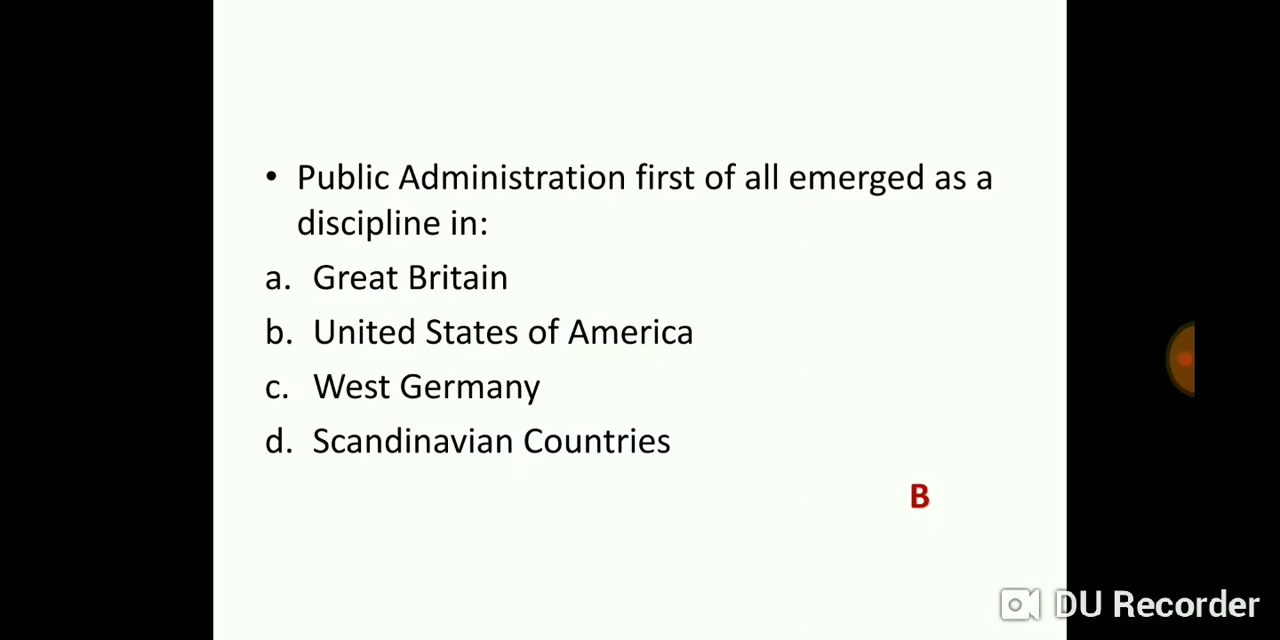 • Public Administration first of all emerged as a
discipline in:
a. Great Britain
b. United States of America
c. West Germany
d. Scandinavian Countries
B
DU Recorder